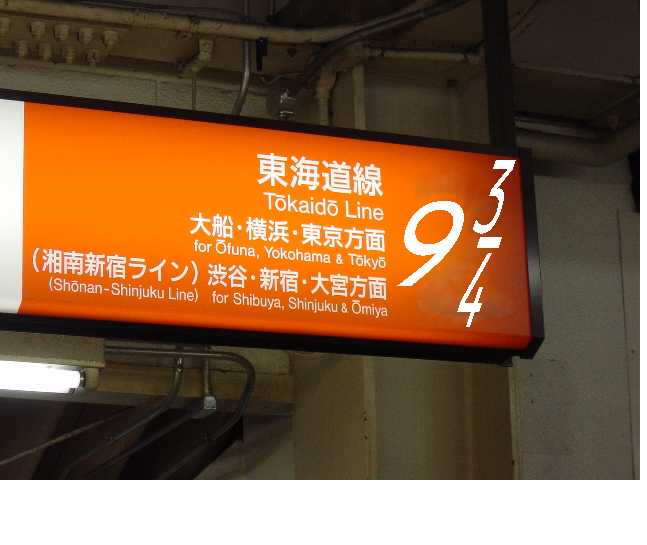 東海道線
Tōkaidō Line
大船・横浜・東京方面
for Ōfuna, Yokohama & Tōkyō
(湘南新宿ライン) 渋谷・新宿・大宮方面
(Shōnan-Shinjuku Line) for Shibuya, Shinjuku & Ōmiya
9 3/4